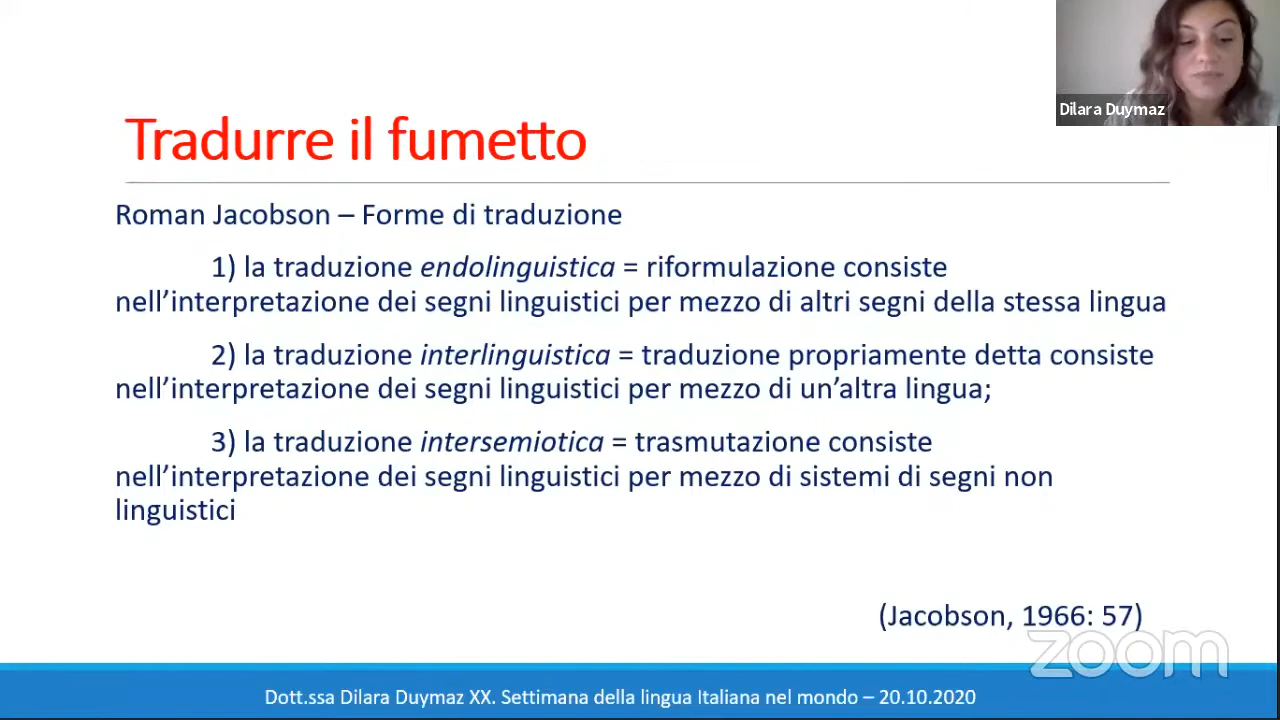 Dilara Duymaz
Tradurre il fumetto
Roman Jacobson – Forme di traduzione
1) la traduzione endolinguistica = riformulazione consiste
nell’interpretazione dei segni linguistici per mezzo di altri segni della stessa lingua
2) la traduzione interlinguistica = traduzione propriamente detta consiste
nell’interpretazione dei segni linguistici per mezzo di un’altra lingua;
3) la traduzione intersemiotica = trasmutazione consiste
nell’interpretazione dei segni linguistici per mezzo di sistemi di segni non
linguistici
(Jacobson, 1966: 57)
zoom
Dott.ssa Dilara Duymaz XX. Settimana della lingua Italiana nel mondo – 20.10.2020